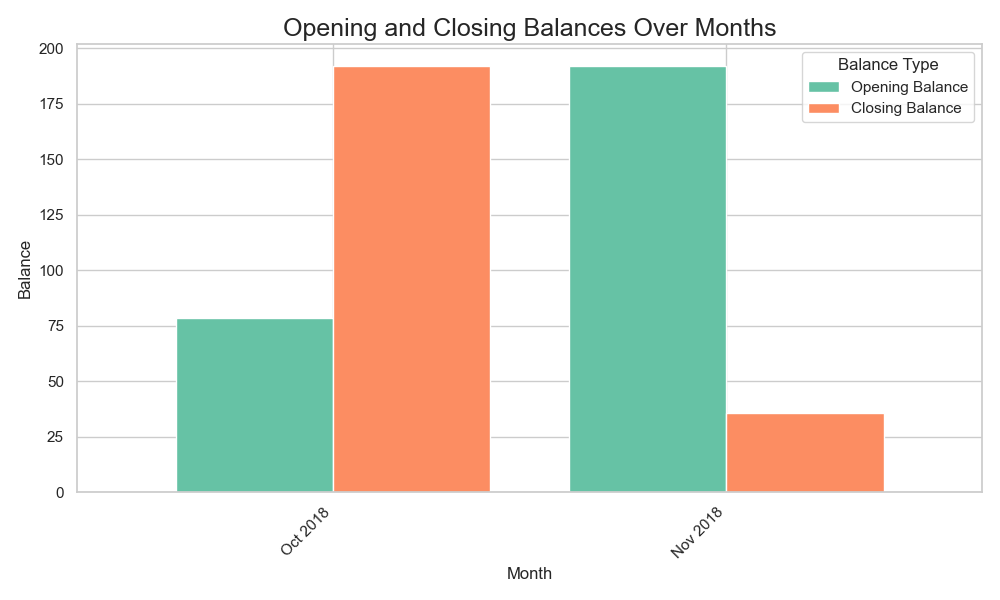 Opening and Closing Balances Over Months
200
175
150
125
100
75
50
25
0
Balance
Balance Type
Opening Balance
Closing Balance
Oct 2018
Nov 2018
Month